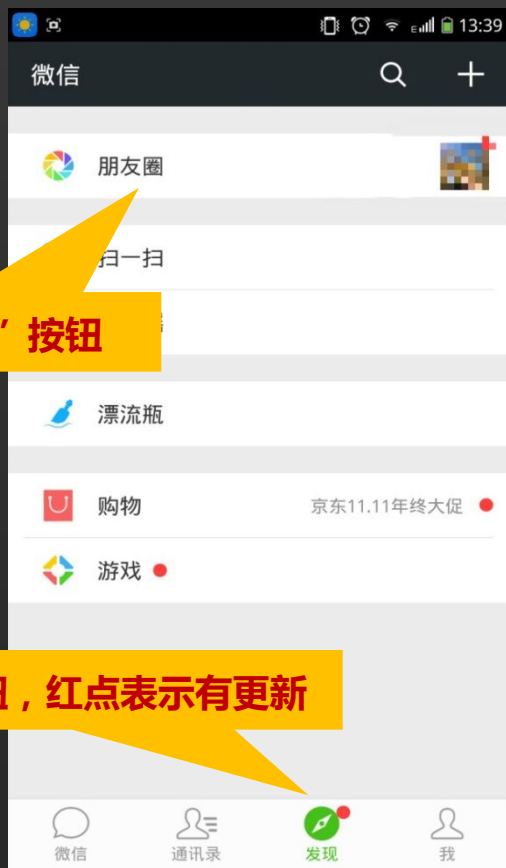 E 13:39
微信
朋友圈
扫一扫
”按钮
漂流瓶
购物 京东11.11年终大促
游戏
，红点表示有更新
微信 通讯录 发现 我